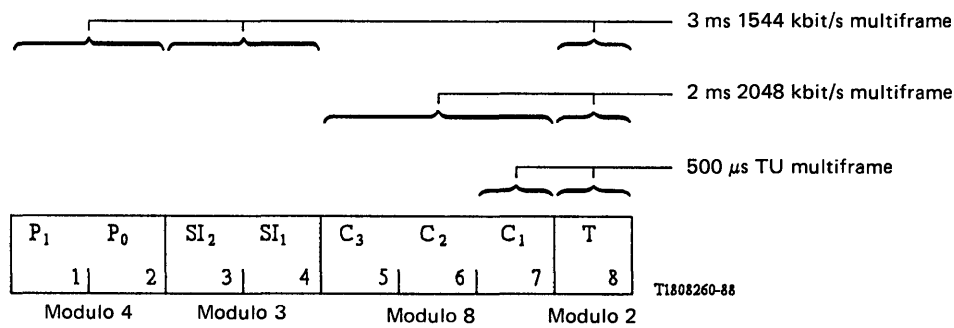 3 ms 1544 kbit/s multiframe
2 ms 2048 kbit/s multiframe
500 μs TU multiframe
P₁ P₀ SI₂ SI₁ C₃ C₂ C₁ T
1 2 3 4 5 6 7 8
T1808260-88
Modulo 4 Modulo 3 Modulo 8 Modulo 2